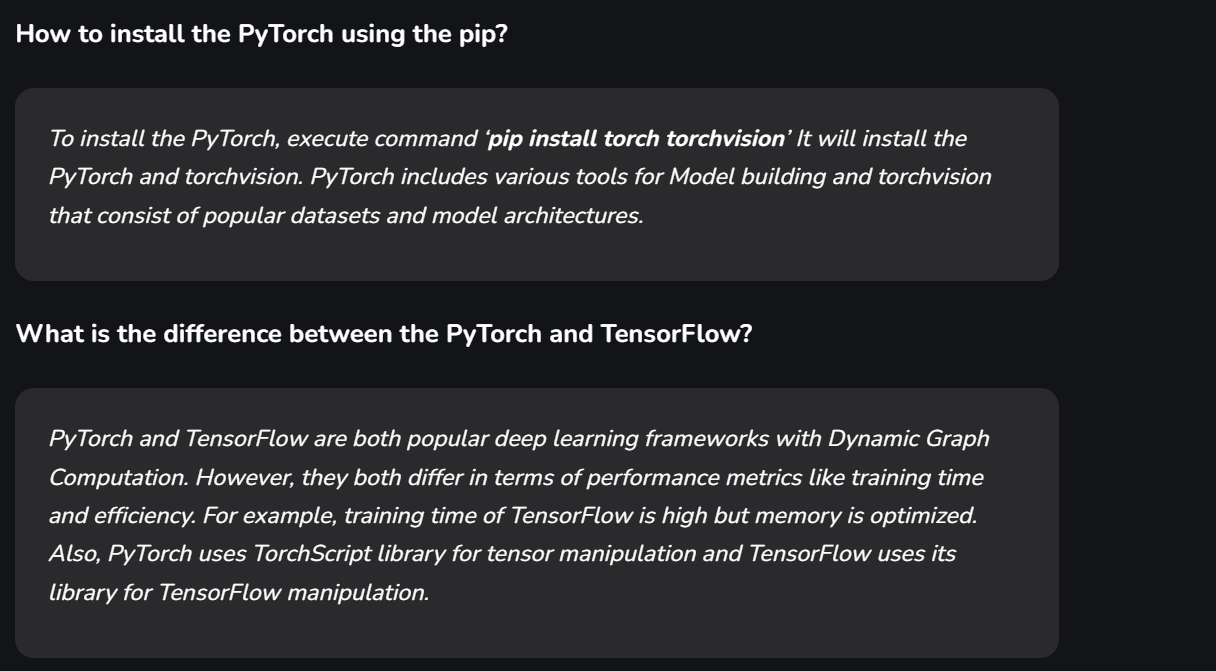 How to install the PyTorch using the pip?
To install the PyTorch, execute command ‘pip install torch torchvision’ It will install the
PyTorch and torchvision. PyTorch includes various tools for Model building and torchvision
that consist of popular datasets and model architectures.
What is the difference between the PyTorch and TensorFlow?
PyTorch and TensorFlow are both popular deep learning frameworks with Dynamic Graph
Computation. However, they both differ in terms of performance metrics like training time
and efficiency. For example, training time of TensorFlow is high but memory is optimized.
Also, PyTorch uses TorchScript library for tensor manipulation and TensorFlow uses its
library for TensorFlow manipulation.